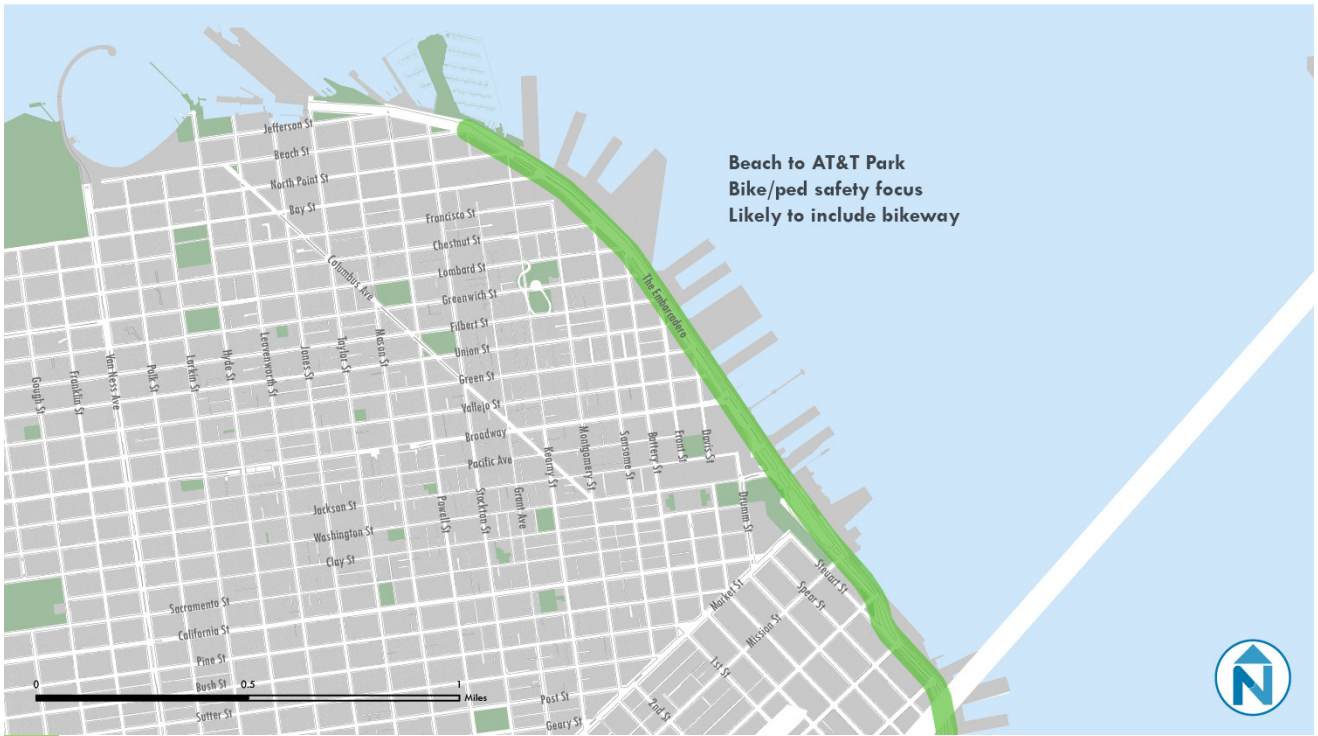 Jefferson St
Beach St
North Point St
Bay St
Francisco St
Chestnut St
Lombard St
Greenwich St
Filbert St
Union St
Green St
Vallejo St
Broadway
Pacific Ave
Columbus Ave
The Embarcadero
Beach to AT&T Park
Bike/ped safety focus
Likely to include bikeway
Gough St
Franklin St
Van Ness Ave
Polk St
Larkin St
Hyde St
Leavenworth St
Jones St
Taylor St
Mason St
Powell St
Stockton St
Grant Ave
Kearny St
Montgomery St
Sansome St
Battery St
Front St
Davis St
Drumm St
Jackson St
Washington St
Clay St
Sacramento St
California St
Pine St
Bush St
Sutter St
Post St
Geary St
Market St
Mission St
Steuart St
Spear St
1st St
2nd St
0 0.5 1
Miles
N